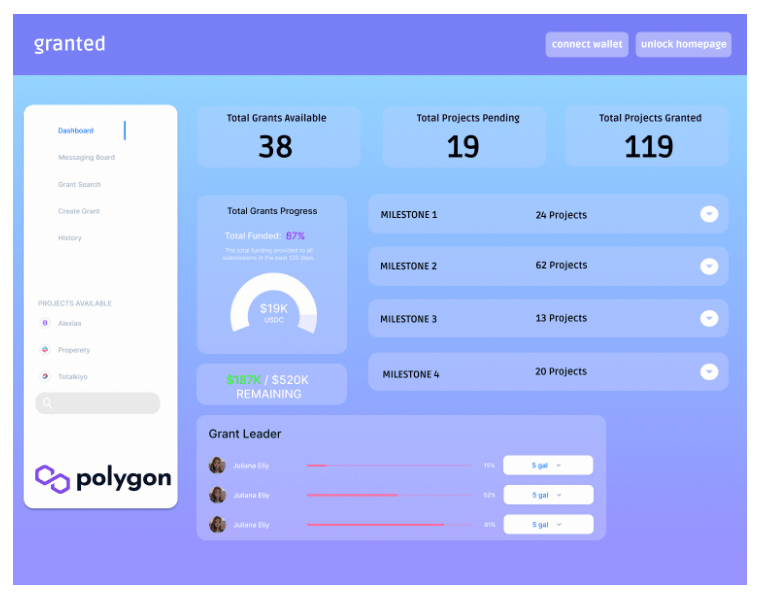 granted
connect wallet
unlock homepage
Dashboard
Messaging Board
Grant Search
Create Grant
History
PROJECTS AVAILABLE
Alexias
Properety
Totalkiyo
polygon
Total Grants Available
38
Total Projects Pending
19
Total Projects Granted
119
Total Grants Progress
Total Funded: 87%
The total funding provided to all
submissions in the past 120 days.
$19K
USDC
$187K / $520K
REMAINING
MILESTONE 1 24 Projects
MILESTONE 2 62 Projects
MILESTONE 3 13 Projects
MILESTONE 4 20 Projects
Grant Leader
Juliana Elly 15% 5 gal
Juliana Elly 52% 5 gal
Juliana Elly 81% 5 gal